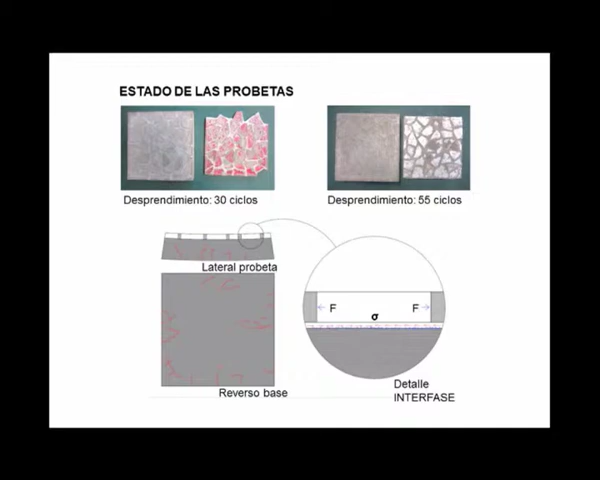 ESTADO DE LAS PROBETAS
Desprendimiento: 30 ciclos
Desprendimiento: 55 ciclos
Lateral probeta
F
F
σ
Reverso base
Detalle
INTERFASE